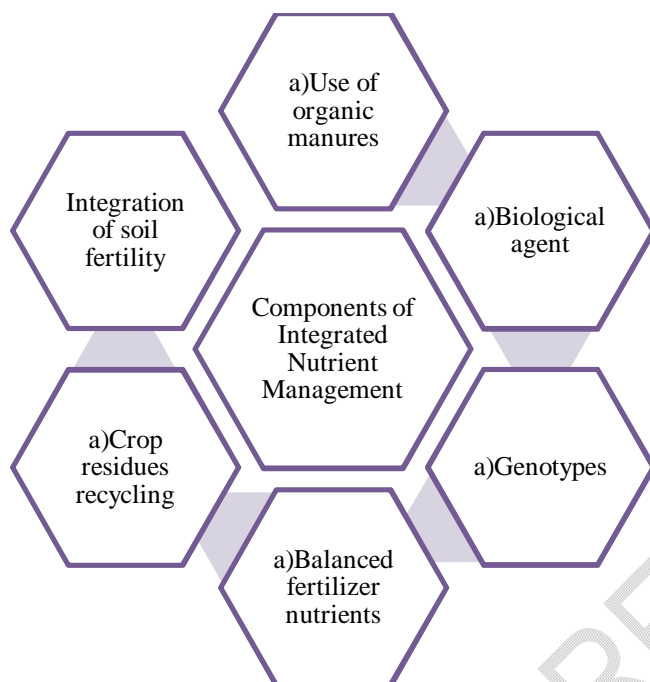 a)Use of
organic
manures
Integration
of soil
fertility
a)Biological
agent
Components of
Integrated
Nutrient
Management
a)Crop
residues
recycling
a)Genotypes
a)Balanced
fertilizer
nutrients